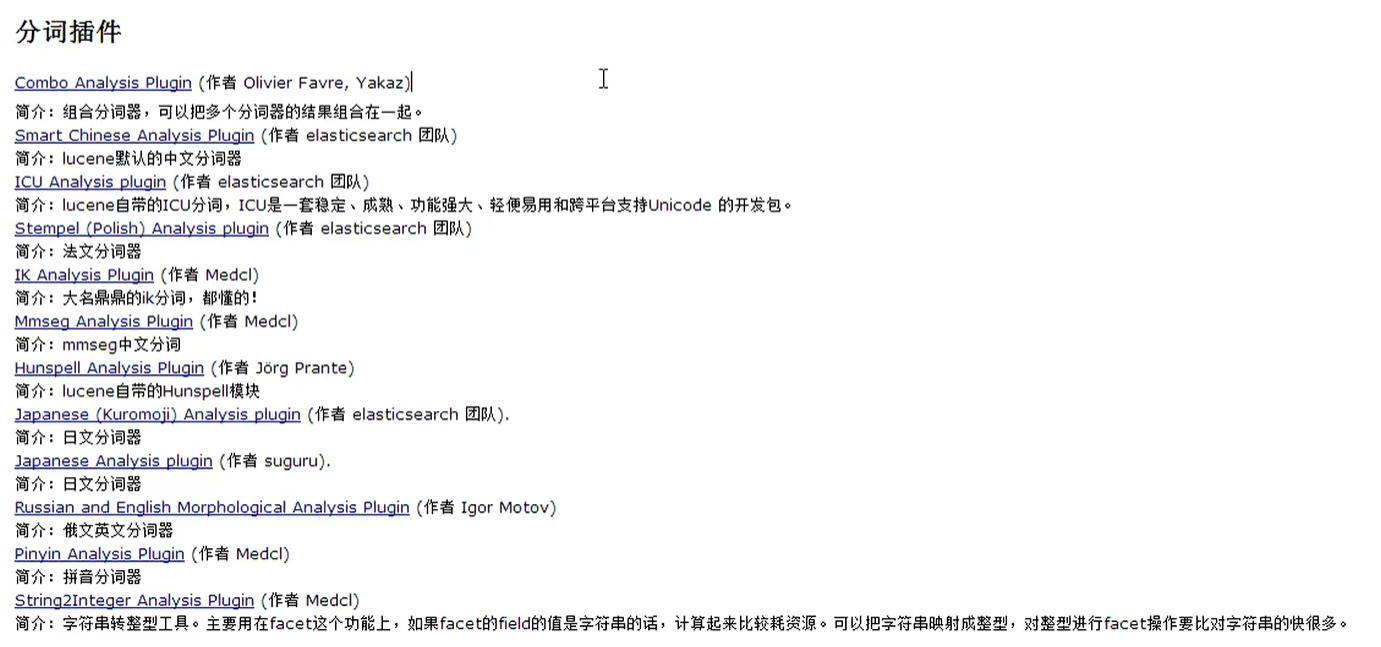 分词插件
Combo Analysis Plugin (作者 Olivier Favre, Yakaz)
简介：组合分词器，可以把多个分词器的结果组合在一起。
Smart Chinese Analysis Plugin (作者 elasticsearch 团队)
简介：lucene默认的中文分词器
ICU Analysis plugin (作者 elasticsearch 团队)
简介：lucene自带的ICU分词，ICU是一套稳定、成熟、功能强大、轻便易用和跨平台支持Unicode 的开发包。
Stempel (Polish) Analysis plugin (作者 elasticsearch 团队)
简介：法文分词器
IK Analysis Plugin (作者 Medcl)
简介：大名鼎鼎的ik分词，都懂的！
Mmseg Analysis Plugin (作者 Medcl)
简介：mmseg中文分词
Hunspell Analysis Plugin (作者 Jörg Prante)
简介：lucene自带的Hunspell模块
Japanese (Kuromoji) Analysis plugin (作者 elasticsearch 团队).
简介：日文分词器
Japanese Analysis plugin (作者 suguru).
简介：日文分词器
Russian and English Morphological Analysis Plugin (作者 Igor Motov)
简介：俄文英文分词器
Pinyin Analysis Plugin (作者 Medcl)
简介：拼音分词器
String2Integer Analysis Plugin (作者 Medcl)
简介：字符串转整型工具。主要用在facet这个功能上，如果facet的field的值是字符串的话，计算起来比较耗资源。可以把字符串映射成整型，对整型进行facet操作要比对字符串的快很多。